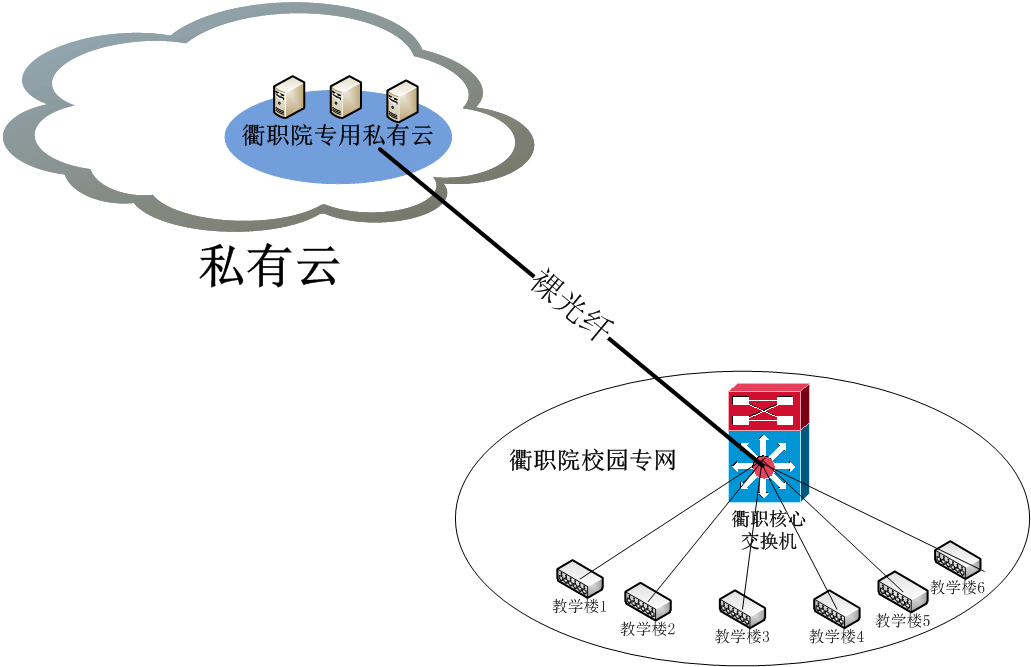 衢职院专用私有云
私有云
裸光纤
衢职院校园专网
衢职核心
交换机
教学楼1
教学楼2
教学楼3
教学楼4
教学楼5
教学楼6